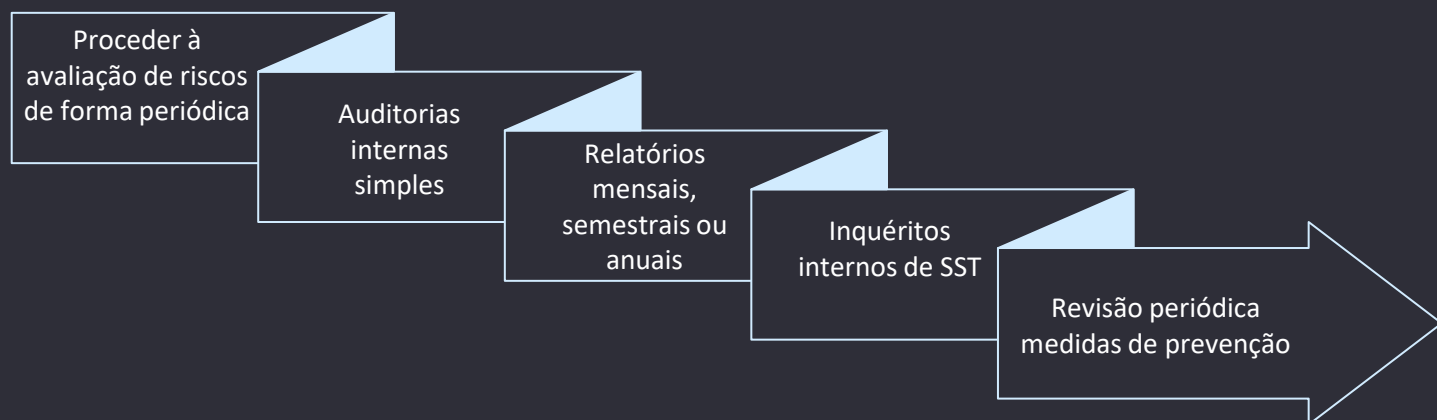 Proceder à
avaliação de riscos
de forma periódica
Auditorias
internas
simples
Relatórios
mensais,
semestrais ou
anuais
Inquéritos
internos de SST
Revisão periódica
medidas de prevenção